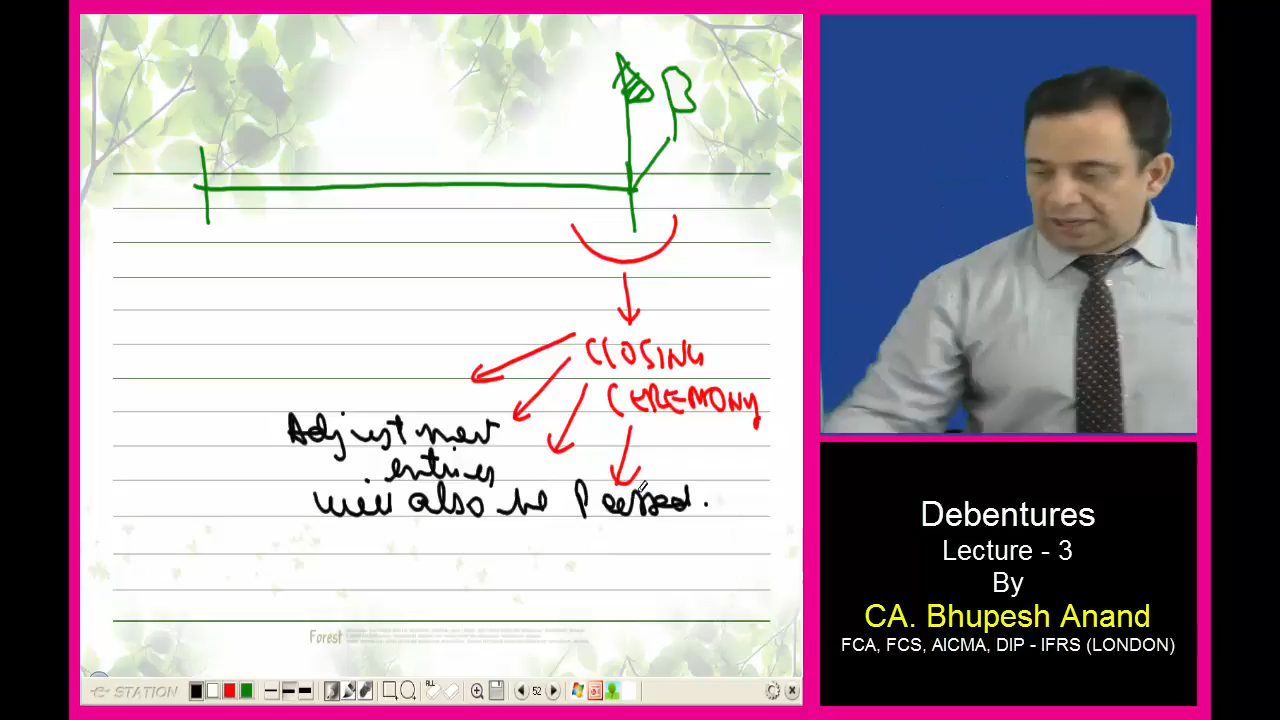 CLOSING
CEREMONY
Adjustment
entries
will also be Passed.
Forest
e-STATION
ALL
52
Debentures
Lecture - 3
By
CA. Bhupesh Anand
FCA, FCS, AICMA, DIP - IFRS (LONDON)